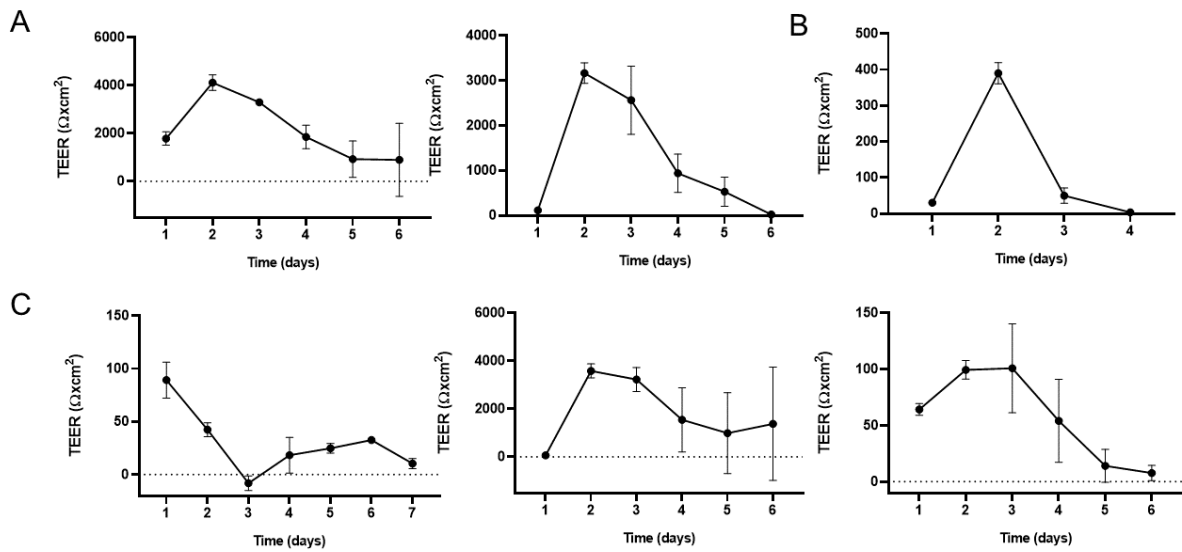 A
TEER (Ωxcm²)
6000
4000
2000
0
1 2 3 4 5 6
Time (days)
TEER (Ωxcm²)
4000
3000
2000
1000
0
1 2 3 4 5 6
Time (days)
B
TEER (Ωxcm²)
500
400
300
200
100
0
1 2 3 4
Time (days)
C
TEER (Ωxcm²)
150
100
50
0
1 2 3 4 5 6 7
Time (days)
TEER (Ωxcm²)
6000
4000
2000
0
1 2 3 4 5 6
Time (days)
TEER (Ωxcm²)
150
100
50
0
1 2 3 4 5 6
Time (days)